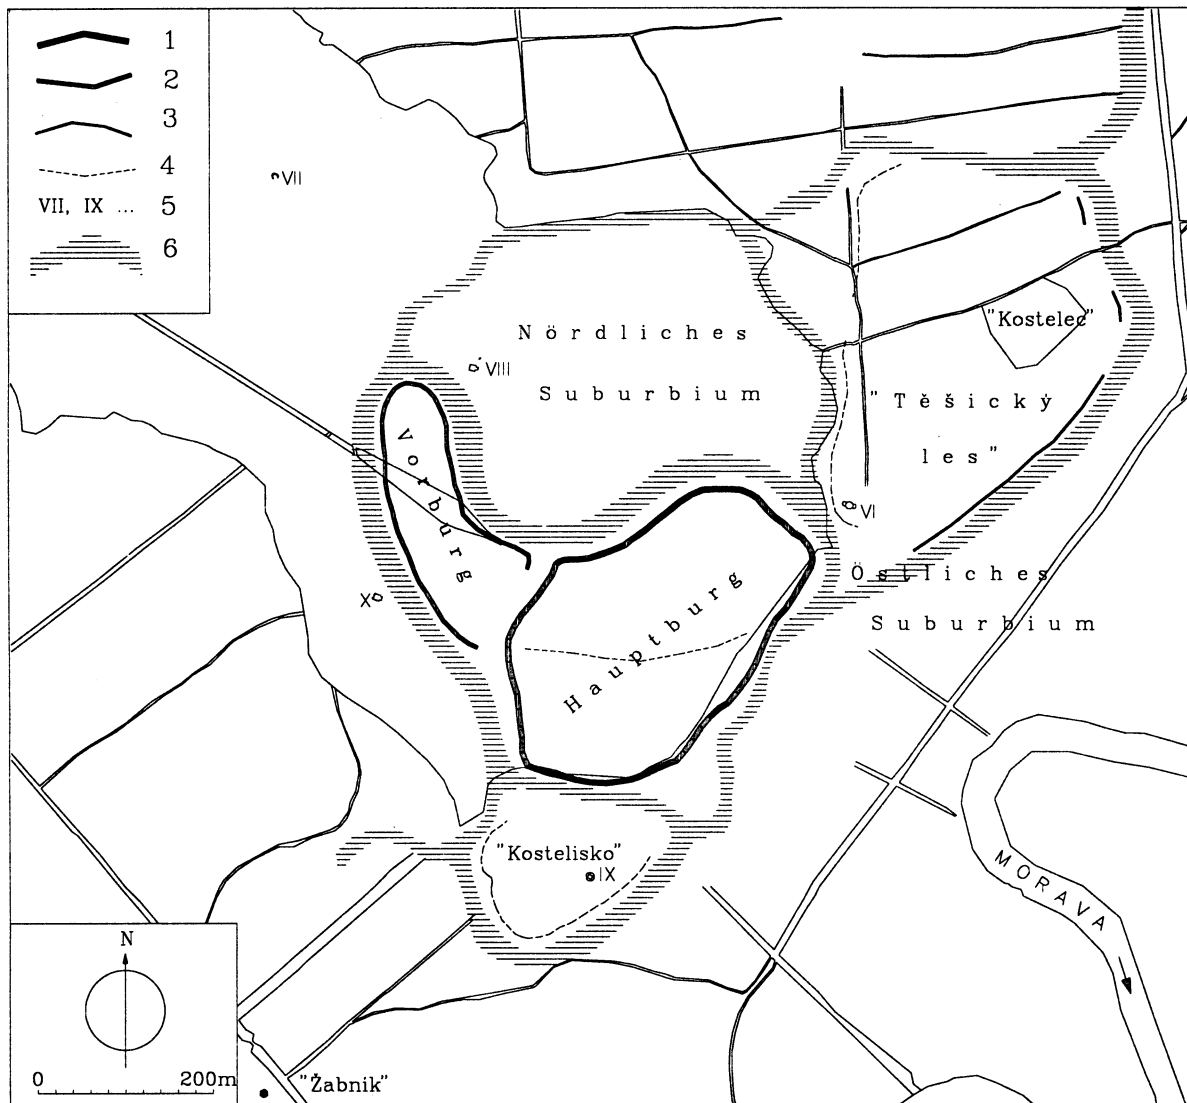 1
2
3
4
VII, IX ... 5
6
VII
Nördliches
Suburbium
VIII
"Kostelec"
"Těšický
les"
VI
Vorburg
X
Hauptburg
Östliches
Suburbium
"Kostelisko"
IX
MORAVA
N
0 200m
"Žabnik"